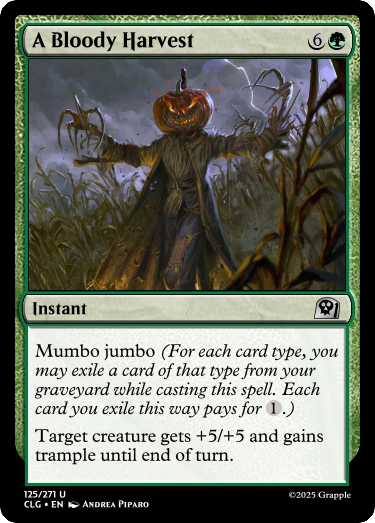 A Bloody Harvest 6
Instant
Mumbo jumbo (For each card type, you
may exile a card of that type from your
graveyard while casting this spell. Each
card you exile this way pays for 1.)
Target creature gets +5/+5 and gains
trample until end of turn.
125/271 U
CLG • EN Andrea Piparo
©2025 Grapple